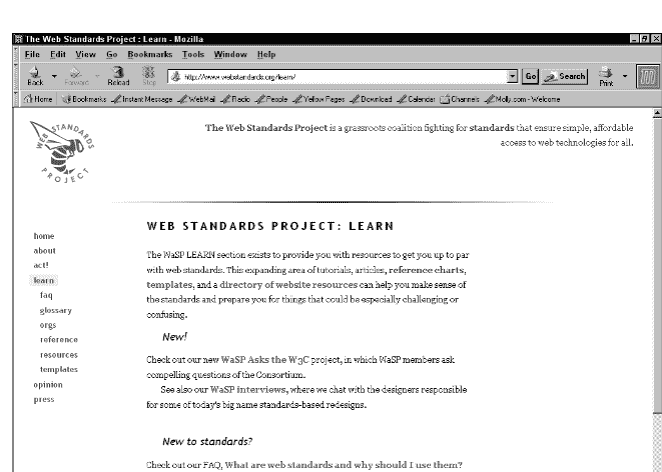 The Web Standards Project : Learn - Mozilla
File Edit View Go Bookmarks Tools Window Help
Back Forward Reload Stop http://www.webstandards.org/learn/ Go Search Print
Home Bookmarks Instant Message WebMail Radio People Yellow Pages Download Calendar Channels Molly.com - Welcome
WEB STANDARDS PROJECT
The Web Standards Project is a grassroots coalition fighting for standards that ensure simple, affordable
access to web technologies for all.
WEB STANDARDS PROJECT: LEARN
home
about
act!
learn
faq
glossary
orgs
reference
resources
templates
opinion
press
The WaSP LEARN section exists to provide you with resources to get you up to par
with web standards. This expanding area of tutorials, articles, reference charts,
templates, and a directory of website resources can help you make sense of
the standards and prepare you for things that could be especially challenging or
confusing.
New!
Check out our new WaSP Asks the W3C project, in which WaSP members ask
compelling questions of the Consortium.
See also our WaSP interviews, where we chat with the designers responsible
for some of today's big name standards-based redesigns.
New to standards?
Check out our FAQ, What are web standards and why should I use them?